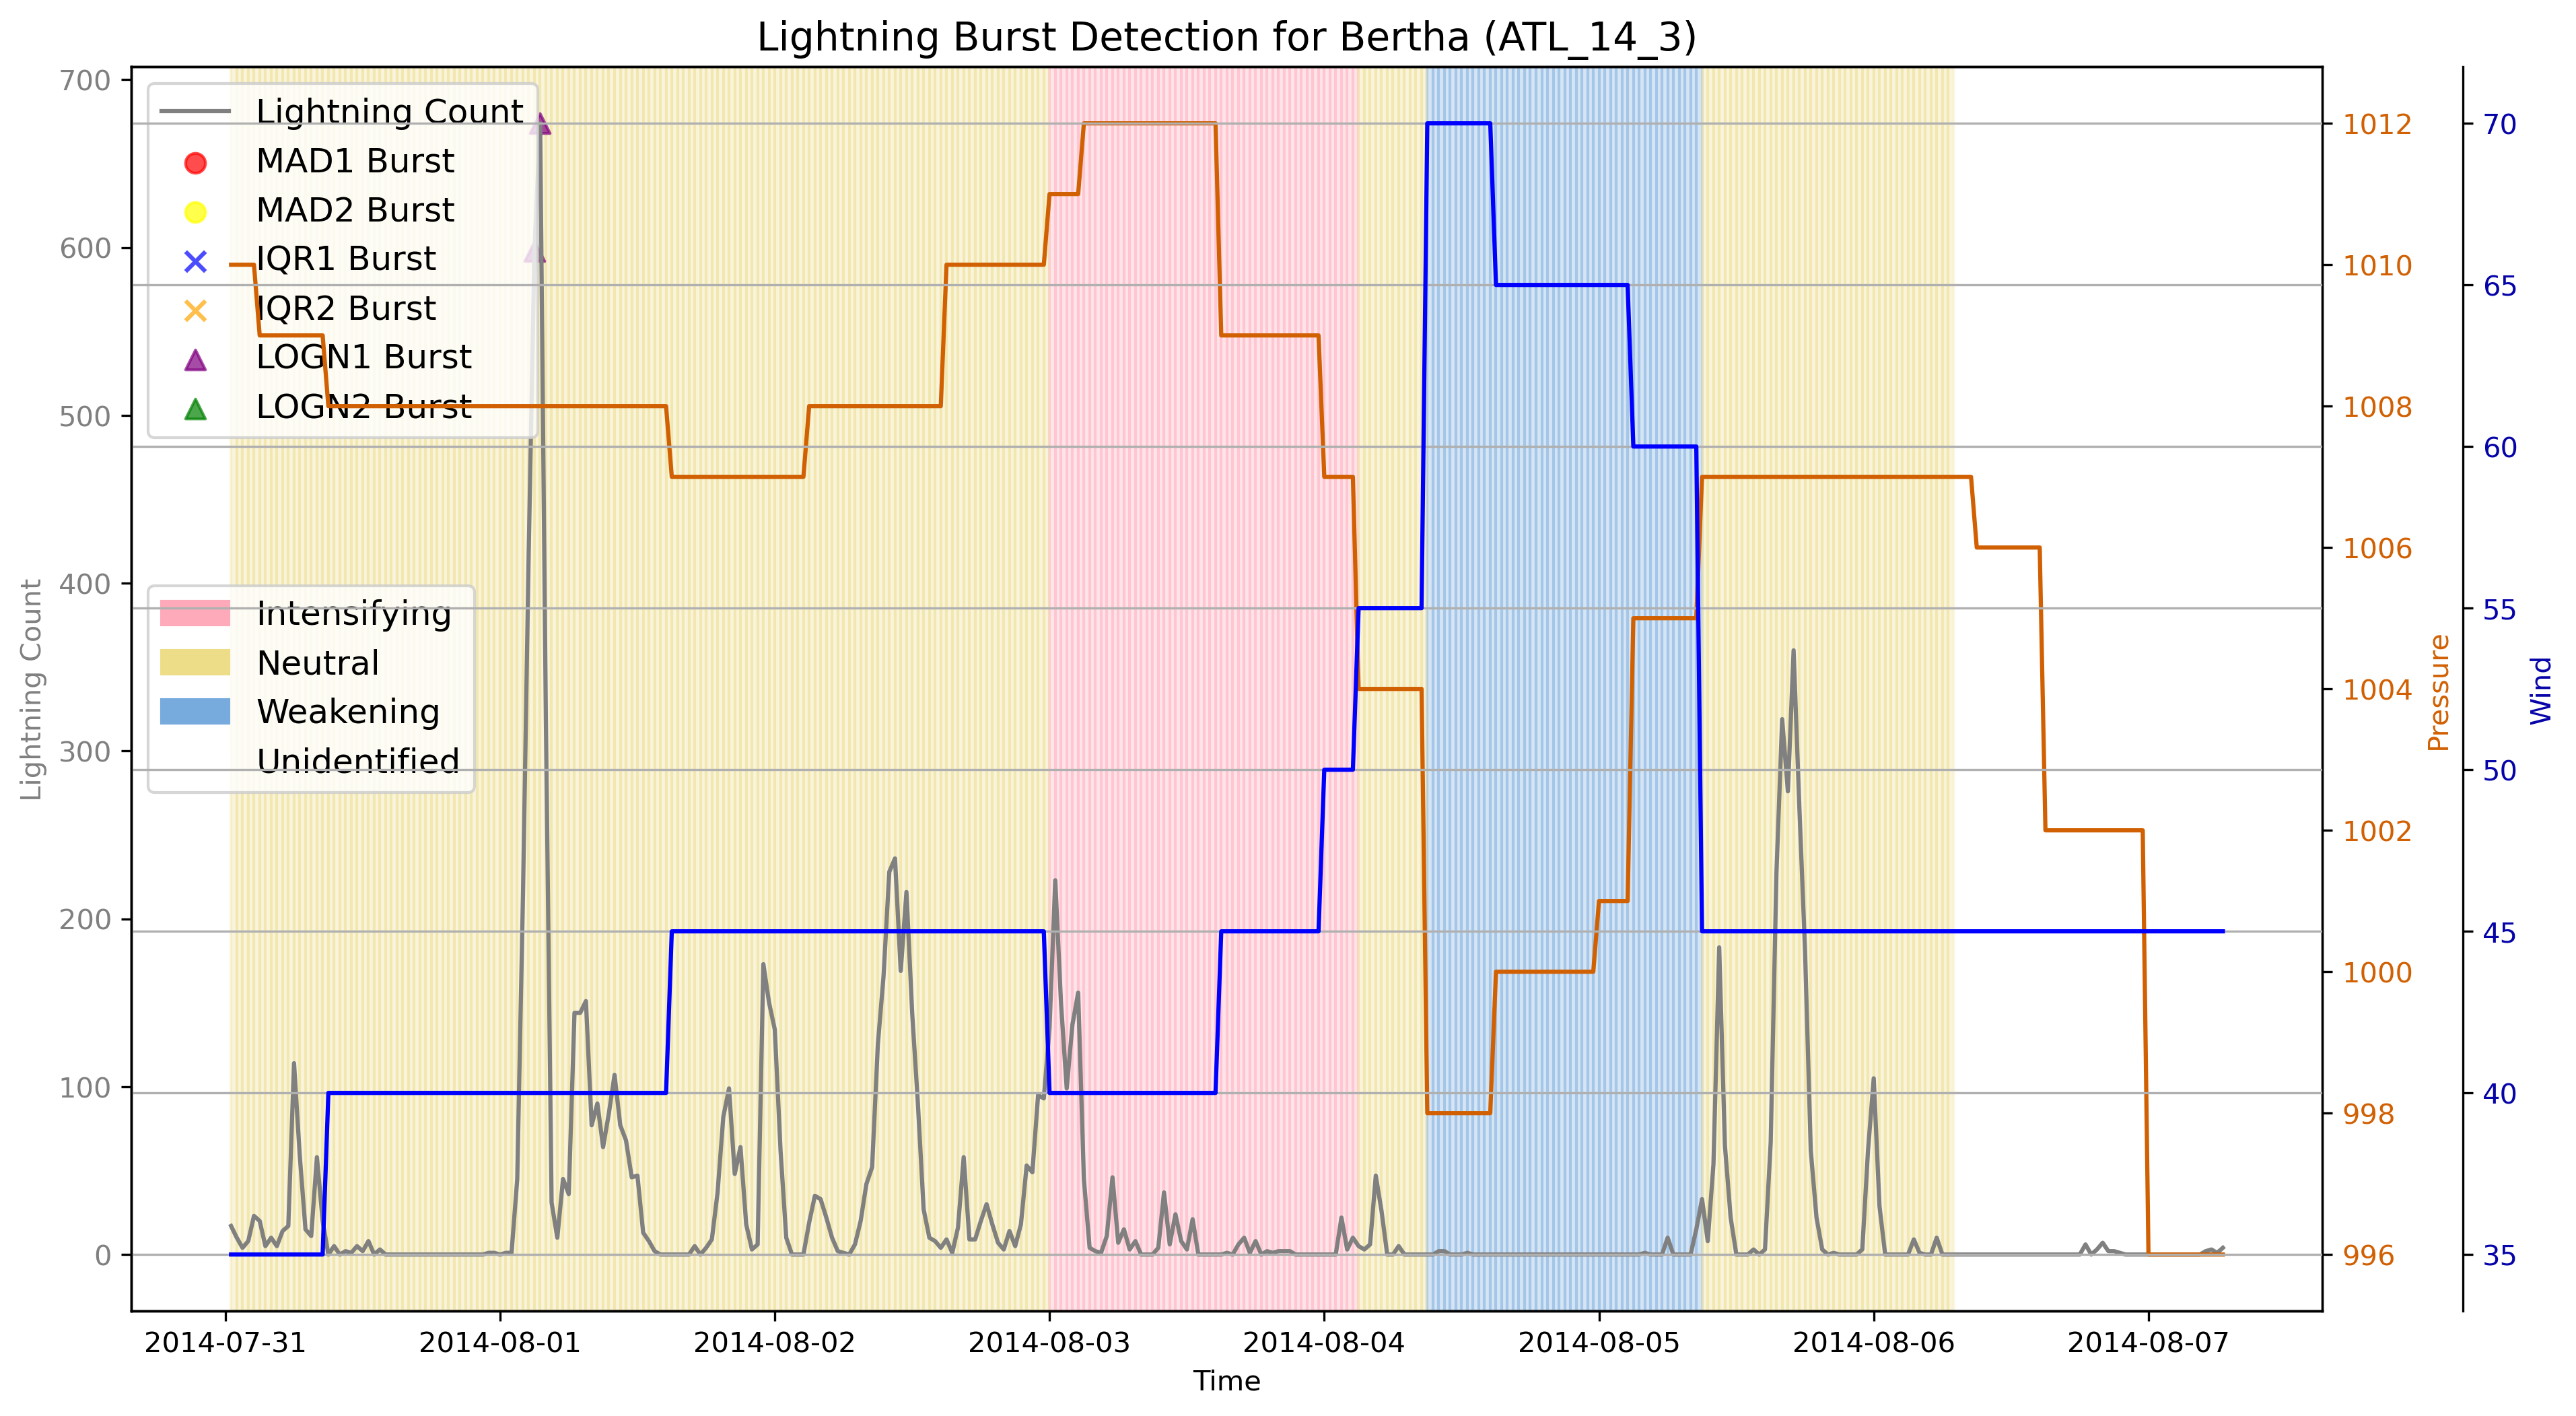 Lightning Burst Detection for Bertha (ATL_14_3)
Lightning Count
700
600
500
400
300
200
100
0
Lightning Count
MAD1 Burst
MAD2 Burst
IQR1 Burst
IQR2 Burst
LOGN1 Burst
LOGN2 Burst
Intensifying
Neutral
Weakening
Unidentified
1012
1010
1008
1006
1004
1002
1000
998
996
Pressure
70
65
60
55
50
45
40
35
Wind
2014-07-31
2014-08-01
2014-08-02
2014-08-03
2014-08-04
2014-08-05
2014-08-06
2014-08-07
Time